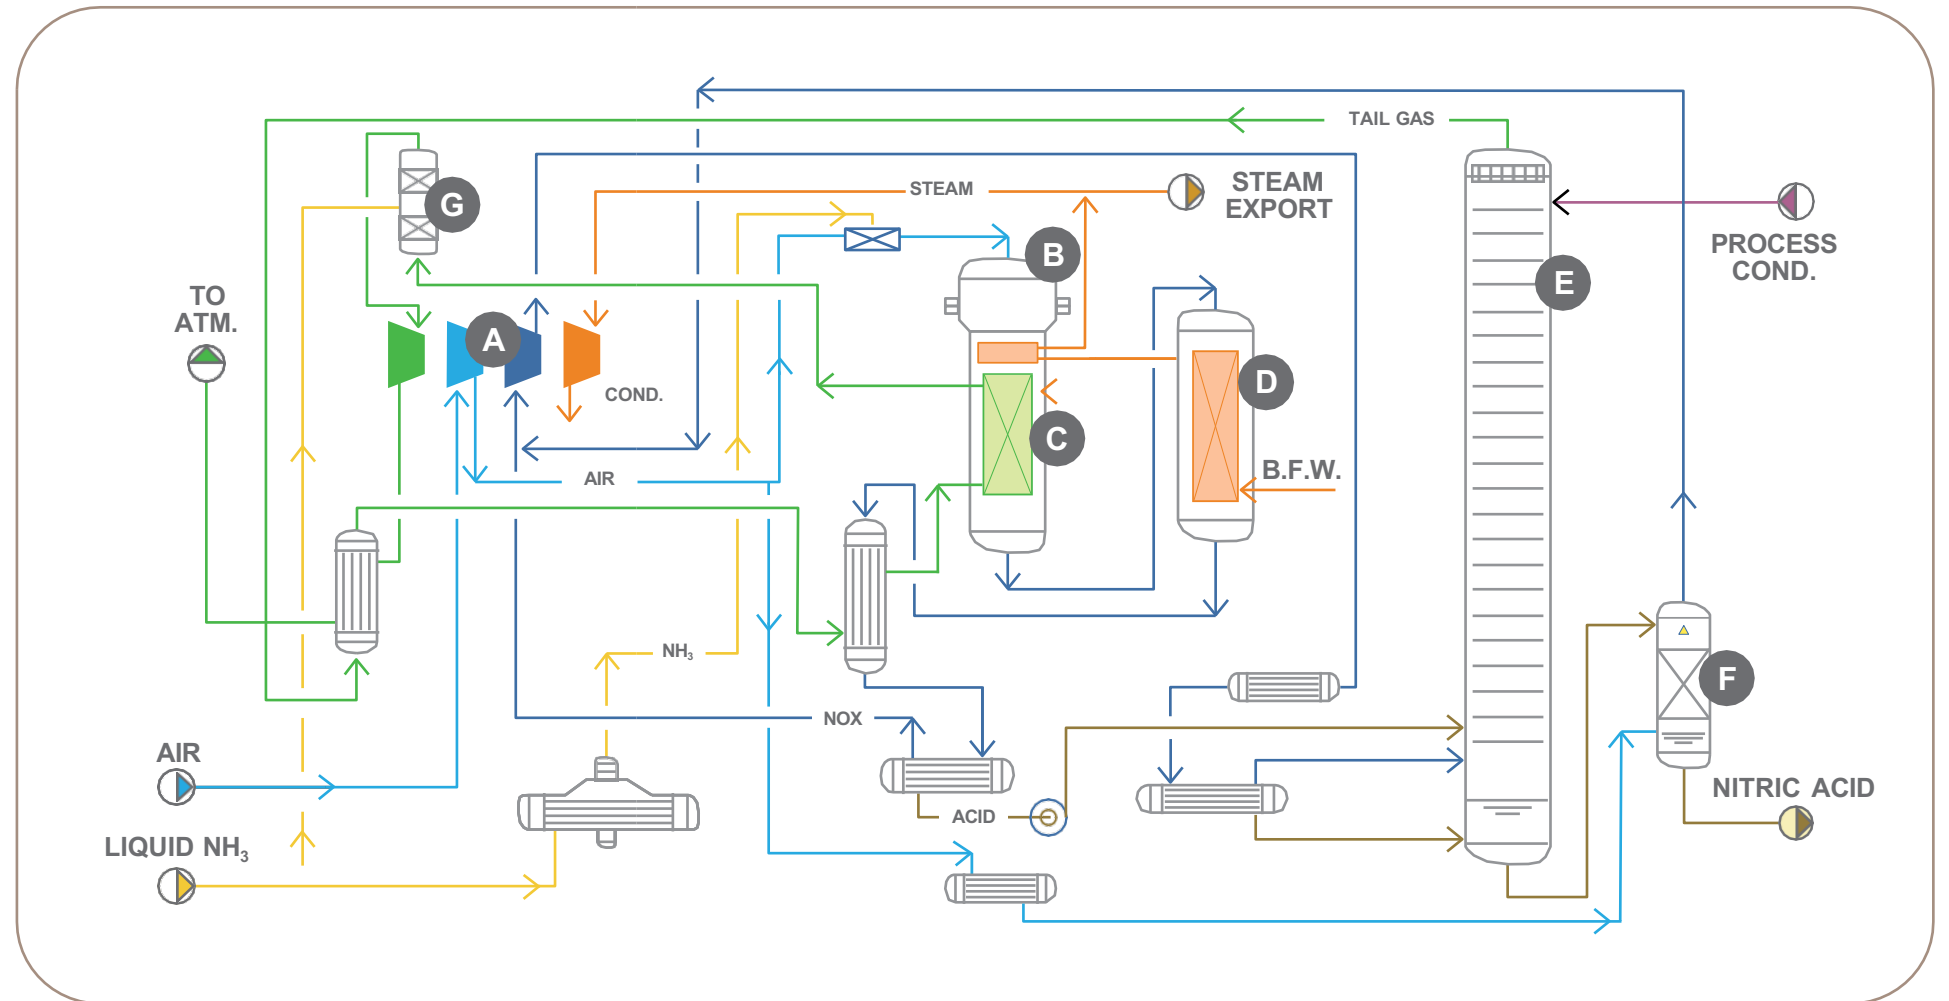 TAIL GAS
G
STEAM
STEAM
EXPORT
B
PROCESS
COND.
E
TO
ATM.
A
COND.
D
C
B.F.W.
AIR
NH₃
F
NOX
AIR
NITRIC ACID
ACID
LIQUID NH₃